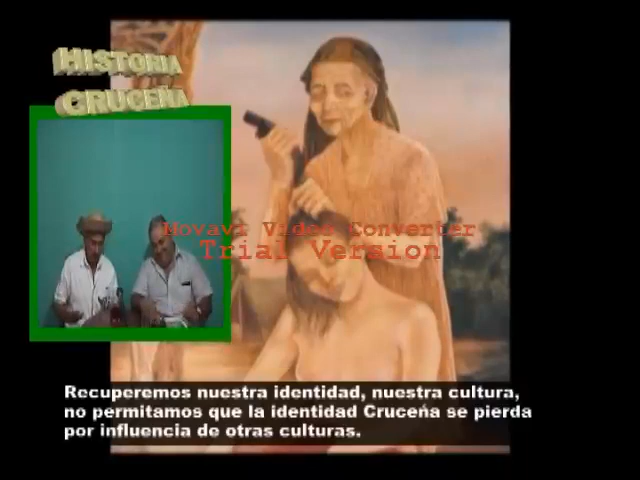 HISTORIA
CRUCEÑA
Movavi Video Converter
Trial Version
Recuperemos nuestra identidad, nuestra cultura,
no permitamos que la identidad Cruceña se pierda
por influencia de otras culturas.